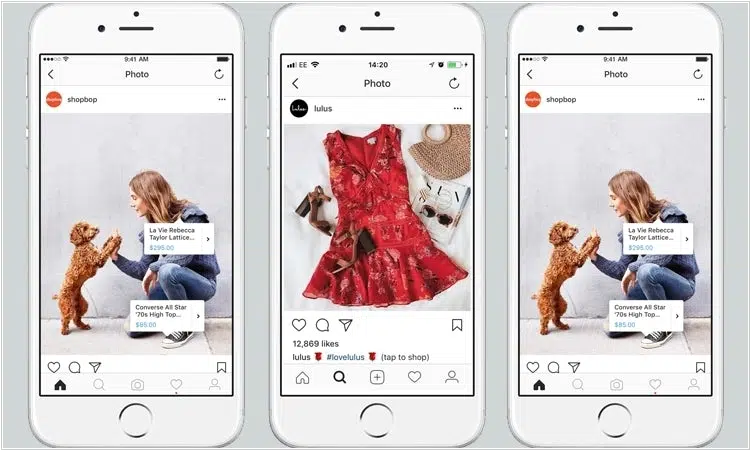 9:41 AM
Photo
shopbop
La Vie Rebecca
Taylor Lattice...
$295.00
Converse All Star
'70s High Top...
$85.00
EE
14:20
Photo
lulus
lulus
12,869 likes
lulus #lovelulus (tap to shop)
9:41 AM
Photo
shopbop
La Vie Rebecca
Taylor Lattice...
$295.00
Converse All Star
'70s High Top...
$85.00